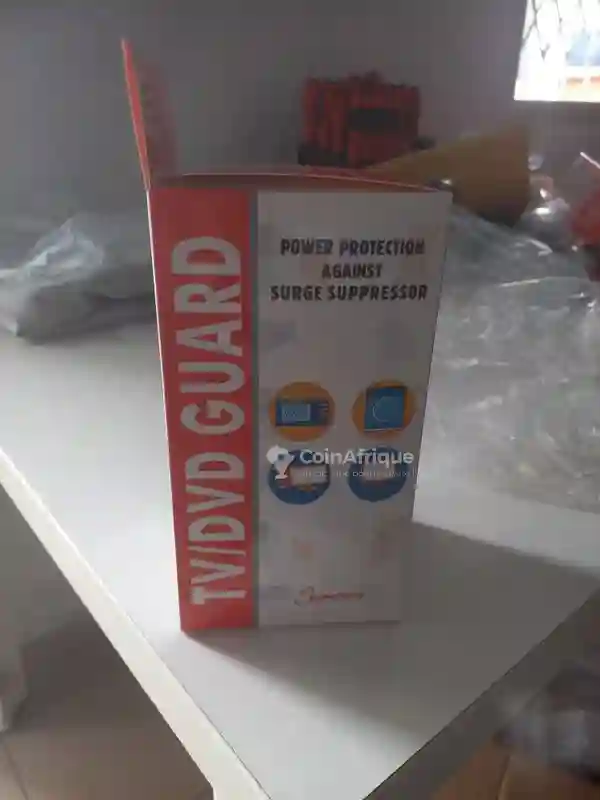 TV/DVD GUARD
POWER PROTECTION
AGAINST
SURGE SUPPRESSOR
CoinAfrique